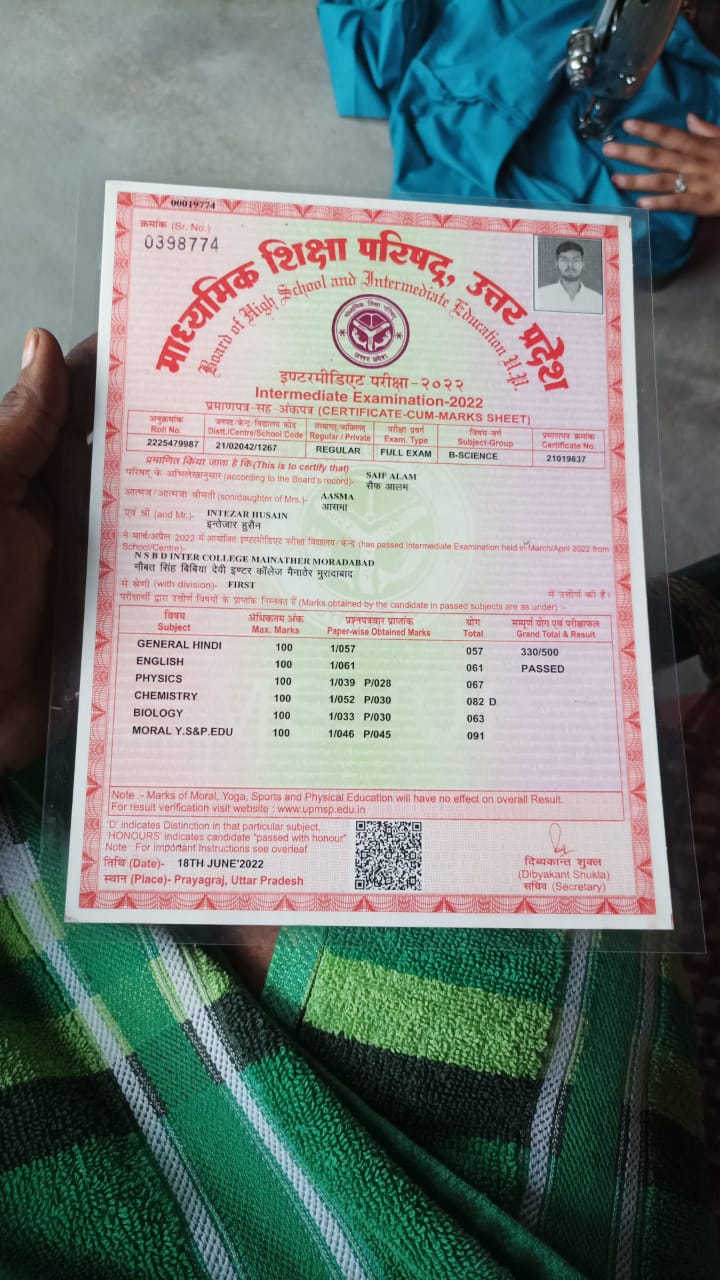 00019774
क्रमांक (Sr. No.)
0398774
माध्यमिक शिक्षा परिषद्, उत्तर प्रदेश
Board of High School and Intermediate Education U.P.
माध्यमिक शिक्षा परिषद्
उत्तर प्रदेश
इण्टरमीडिएट परीक्षा-२०२२
Intermediate Examination-2022
प्रमाणपत्र-सह-अंकपत्र (CERTIFICATE-CUM-MARKS SHEET)
अनुक्रमांक जनपद/केन्द्र/विद्यालय कोड संस्थागत/व्यक्तिगत परीक्षा प्रवर्ग विषय-वर्ग प्रमाणपत्र क्रमांक
Roll No. Distt./Centre/School Code Regular / Private Exam. Type Subject-Group Certificate No.
2225479987 21/02042/1267 REGULAR FULL EXAM B-SCIENCE 21019837
प्रमाणित किया जाता है कि (This is to certify that)
परिषद् के अभिलेखानुसार (according to the Board's record)- SAIF ALAM
सैफ आलम
आत्मज/आत्मजा श्रीमती (son/daughter of Mrs.)- AASMA
आसमा
एवं श्री (and Mr.)- INTEZAR HUSAIN
इन्तेजार हुसैन
ने मार्च/अप्रैल 2022 में आयोजित इण्टरमीडिएट परीक्षा विद्यालय/ केन्द्र (has passed Intermediate Examination held in March/April 2022 from
School/Centre)-
N S B D INTER COLLEGE MAINATHER MORADABAD
नौबत सिंह बिबिया देवी इण्टर कॉलेज मैनाठेर मुरादाबाद
से श्रेणी (with division)- FIRST में उत्तीर्ण की है।
परीक्षार्थी द्वारा उत्तीर्ण विषयों के प्राप्तांक निम्नवत हैं (Marks obtained by the candidate in passed subjects are as under) :-
विषय अधिकतम अंक प्रश्नपत्रवार प्राप्तांक योग सम्पूर्ण योग एवं परीक्षाफल
Subject Max. Marks Paper-wise Obtained Marks Total Grand Total & Result
GENERAL HINDI 100 1/057 057 330/500
ENGLISH 100 1/061 061 PASSED
PHYSICS 100 1/039 P/028 067
CHEMISTRY 100 1/052 P/030 082 D
BIOLOGY 100 1/033 P/030 063
MORAL Y.S&P.EDU 100 1/046 P/045 091
Note :- Marks of Moral, Yoga, Sports and Physical Education will have no effect on overall Result.
For result verification visit website : www.upmsp.edu.in
'D' indicates Distinction in that particular subject,
'HONOURS' indicates candidate "passed with honour"
Note : For important Instructions see overleaf
तिथि (Date)- 18TH JUNE'2022
स्थान (Place)- Prayagraj, Uttar Pradesh
दिव्यकान्त शुक्ल
(Dibyakant Shukla)
सचिव (Secretary)